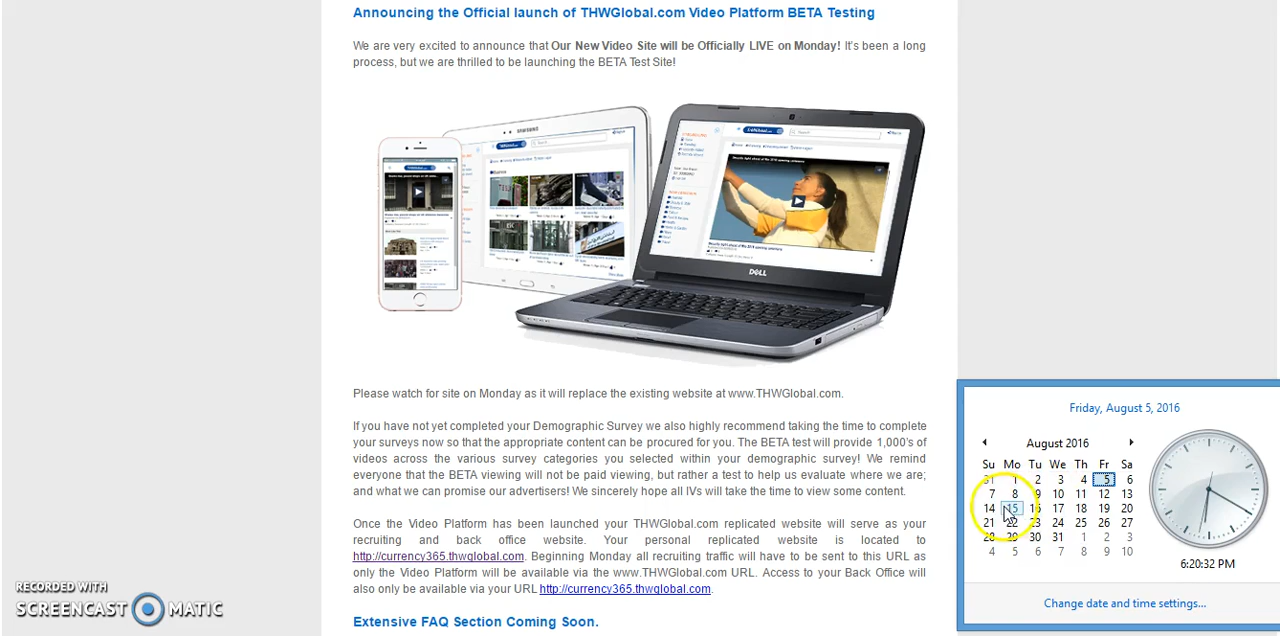 Announcing the Official launch of THWGlobal.com Video Platform BETA Testing
We are very excited to announce that Our New Video Site will be Officially LIVE on Monday! It's been a long
process, but we are thrilled to be launching the BETA Test Site!
SAMSUNG
DELL
Please watch for site on Monday as it will replace the existing website at www.THWGlobal.com.
If you have not yet completed your Demographic Survey we also highly recommend taking the time to complete
your surveys now so that the appropriate content can be procured for you. The BETA test will provide 1,000's of
videos across the various survey categories you selected within your demographic survey! We remind
everyone that the BETA viewing will not be paid viewing, but rather a test to help us evaluate where we are;
and what we can promise our advertisers! We sincerely hope all IVs will take the time to view some content.
Once the Video Platform has been launched your THWGlobal.com replicated website will serve as your
recruiting and back office website. Your personal replicated website is located to
http://currency365.thwglobal.com. Beginning Monday all recruiting traffic will have to be sent to this URL as
only the Video Platform will be available via the www.THWGlobal.com URL. Access to your Back Office will
also only be available via your URL http://currency365.thwglobal.com.
Extensive FAQ Section Coming Soon.
Friday, August 5, 2016
August 2016
Su Mo Tu We Th Fr Sa
31 1 2 3 4 5 6
7 8 9 10 11 12 13
14 15 16 17 18 19 20
21 22 23 24 25 26 27
28 29 30 31 1 2 3
4 5 6 7 8 9 10
6:20:32 PM
Change date and time settings...
RECORDED WITH
SCREENCAST MATIC